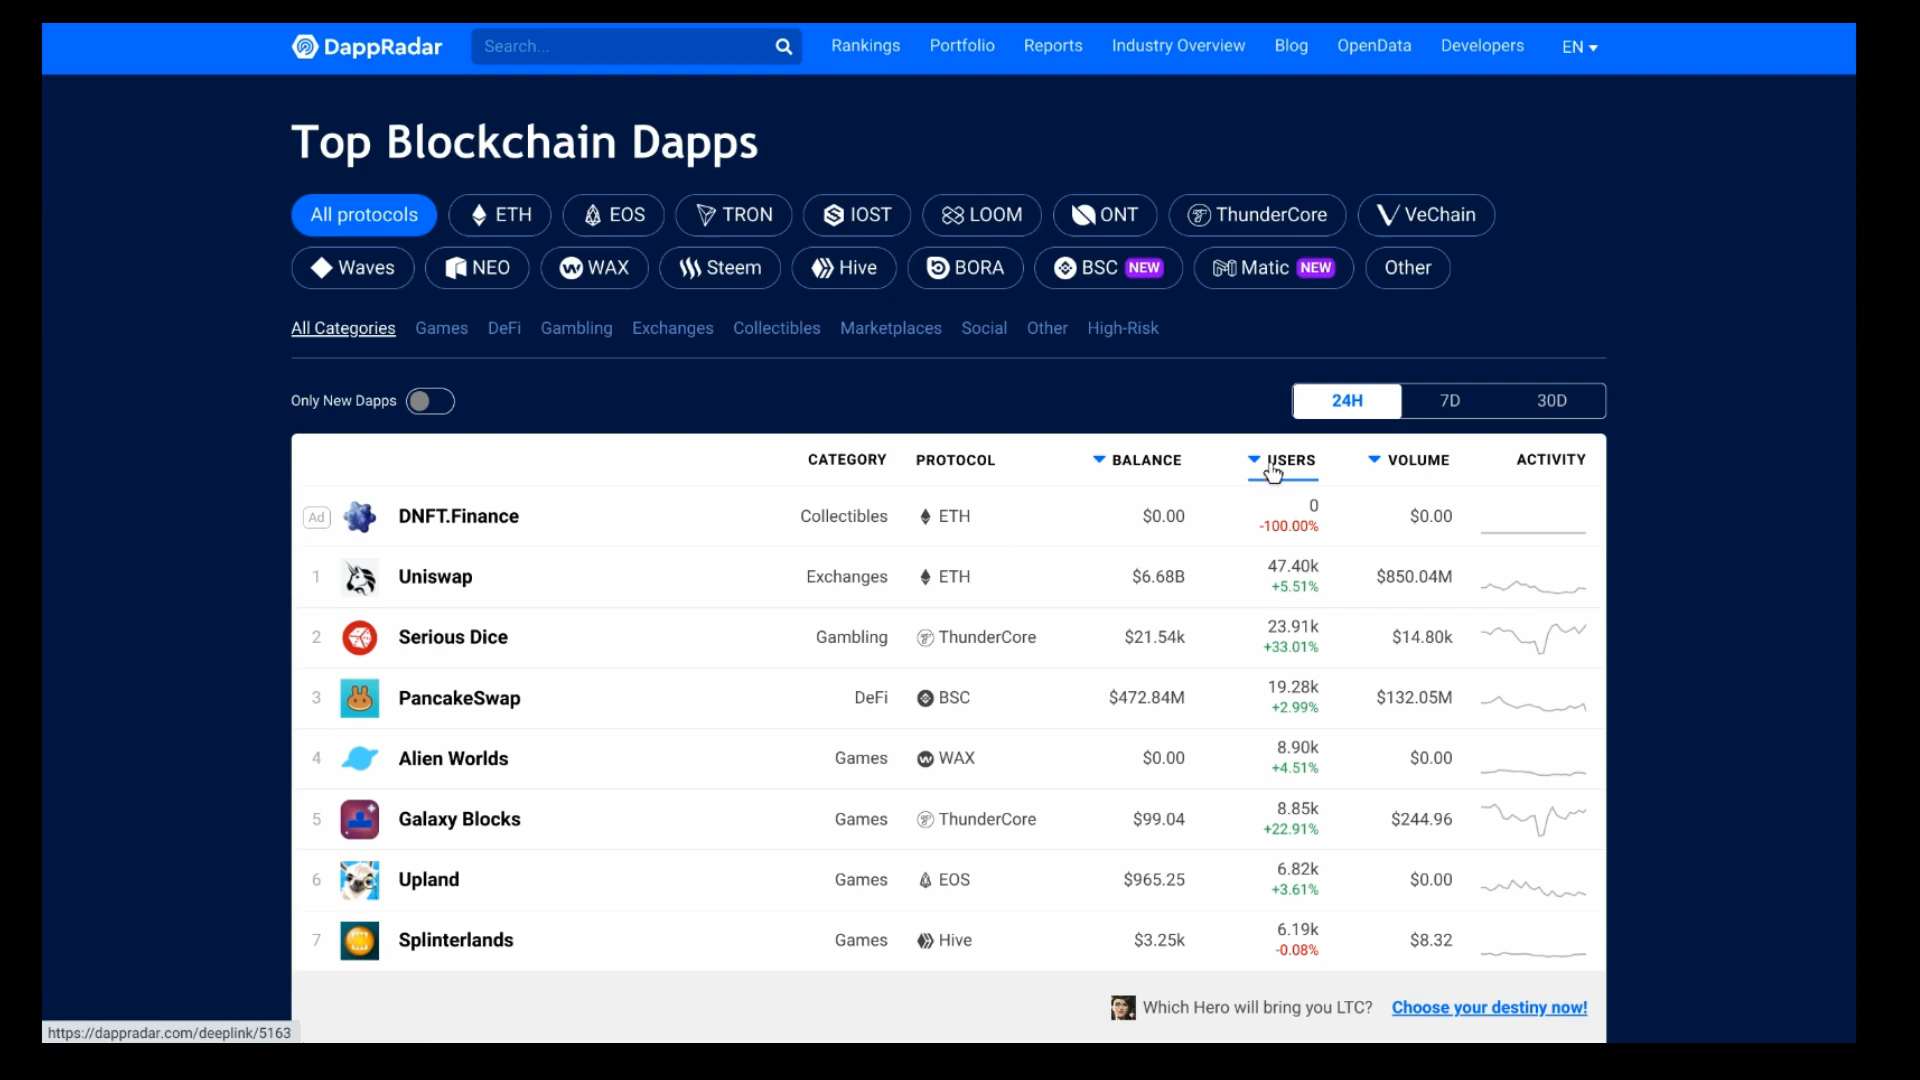 DappRadar Search... Rankings Portfolio Reports Industry Overview Blog OpenData Developers EN
Top Blockchain Dapps
All protocols ETH EOS TRON IOST LOOM ONT ThunderCore VeChain
Waves NEO WAX Steem Hive BORA BSC NEW Matic NEW Other
All Categories Games DeFi Gambling Exchanges Collectibles Marketplaces Social Other High-Risk
Only New Dapps 24H 7D 30D
CATEGORY PROTOCOL BALANCE USERS VOLUME ACTIVITY
Ad DNFT.Finance Collectibles ETH $0.00 0 $0.00
-100.00%
1 Uniswap Exchanges ETH $6.68B 47.40k $850.04M
+5.51%
2 Serious Dice Gambling ThunderCore $21.54k 23.91k $14.80k
+33.01%
3 PancakeSwap DeFi BSC $472.84M 19.28k $132.05M
+2.99%
4 Alien Worlds Games WAX $0.00 8.90k $0.00
+4.51%
5 Galaxy Blocks Games ThunderCore $99.04 8.85k $244.96
+22.91%
6 Upland Games EOS $965.25 6.82k $0.00
+3.61%
7 Splinterlands Games Hive $3.25k 6.19k $8.32
-0.08%
Which Hero will bring you LTC? Choose your destiny now!
https://dappradar.com/deeplink/5163